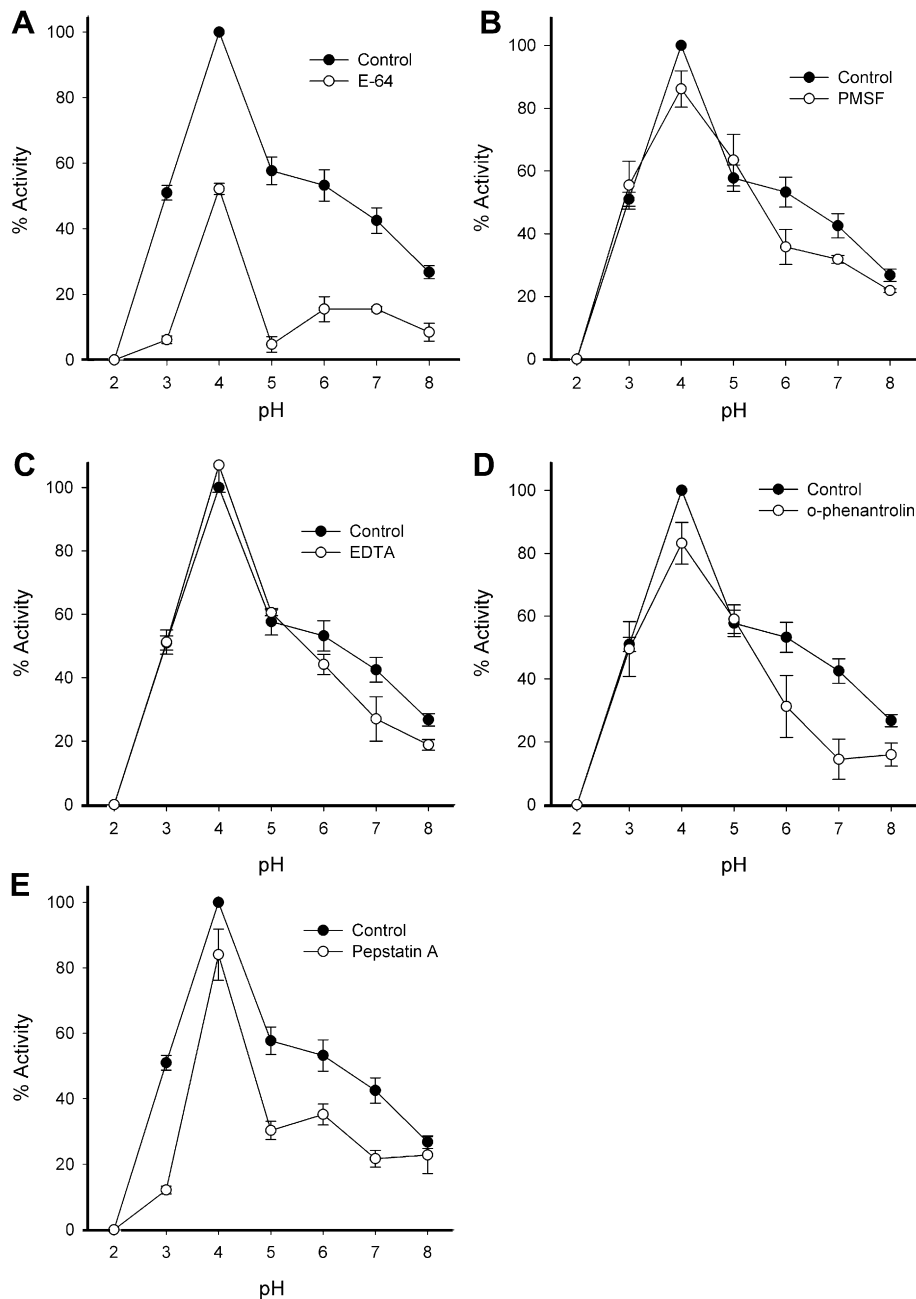 A
100
80
60
40
20
0
% Activity
Control
E-64
2 3 4 5 6 7 8
pH
B
100
80
60
40
20
0
% Activity
Control
PMSF
2 3 4 5 6 7 8
pH
C
100
80
60
40
20
0
% Activity
Control
EDTA
2 3 4 5 6 7 8
pH
D
100
80
60
40
20
0
% Activity
Control
o-phenantrolin
2 3 4 5 6 7 8
pH
E
100
80
60
40
20
0
% Activity
Control
Pepstatin A
2 3 4 5 6 7 8
pH